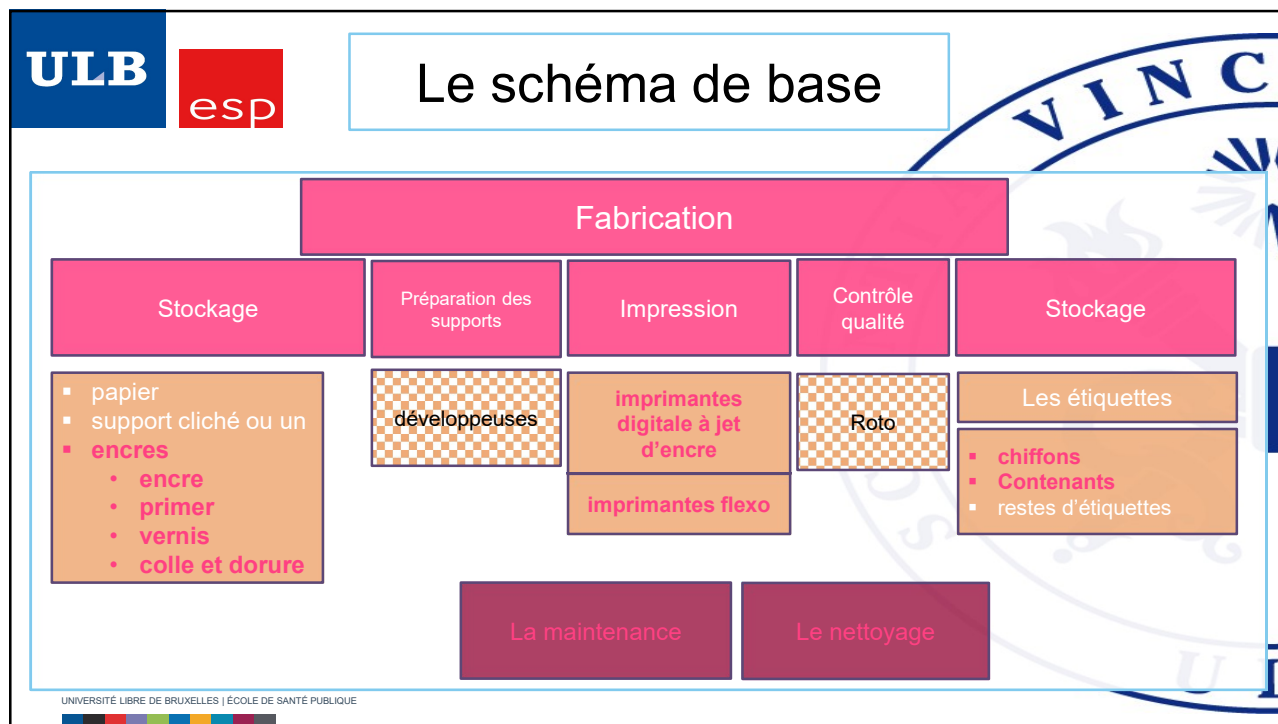 ULB
esp
Le schéma de base
VINC
Fabrication
Stockage
Préparation des
supports
Impression
Contrôle
qualité
Stockage
▪ papier
▪ support cliché ou un
▪ encres
• encre
• primer
• vernis
• colle et dorure
développeuses
imprimantes
digitale à jet
d’encre
imprimantes flexo
Roto
Les étiquettes
▪ chiffons
▪ Contenants
▪ restes d’étiquettes
La maintenance
Le nettoyage
UNIVERSITÉ LIBRE DE BRUXELLES | ÉCOLE DE SANTÉ PUBLIQUE